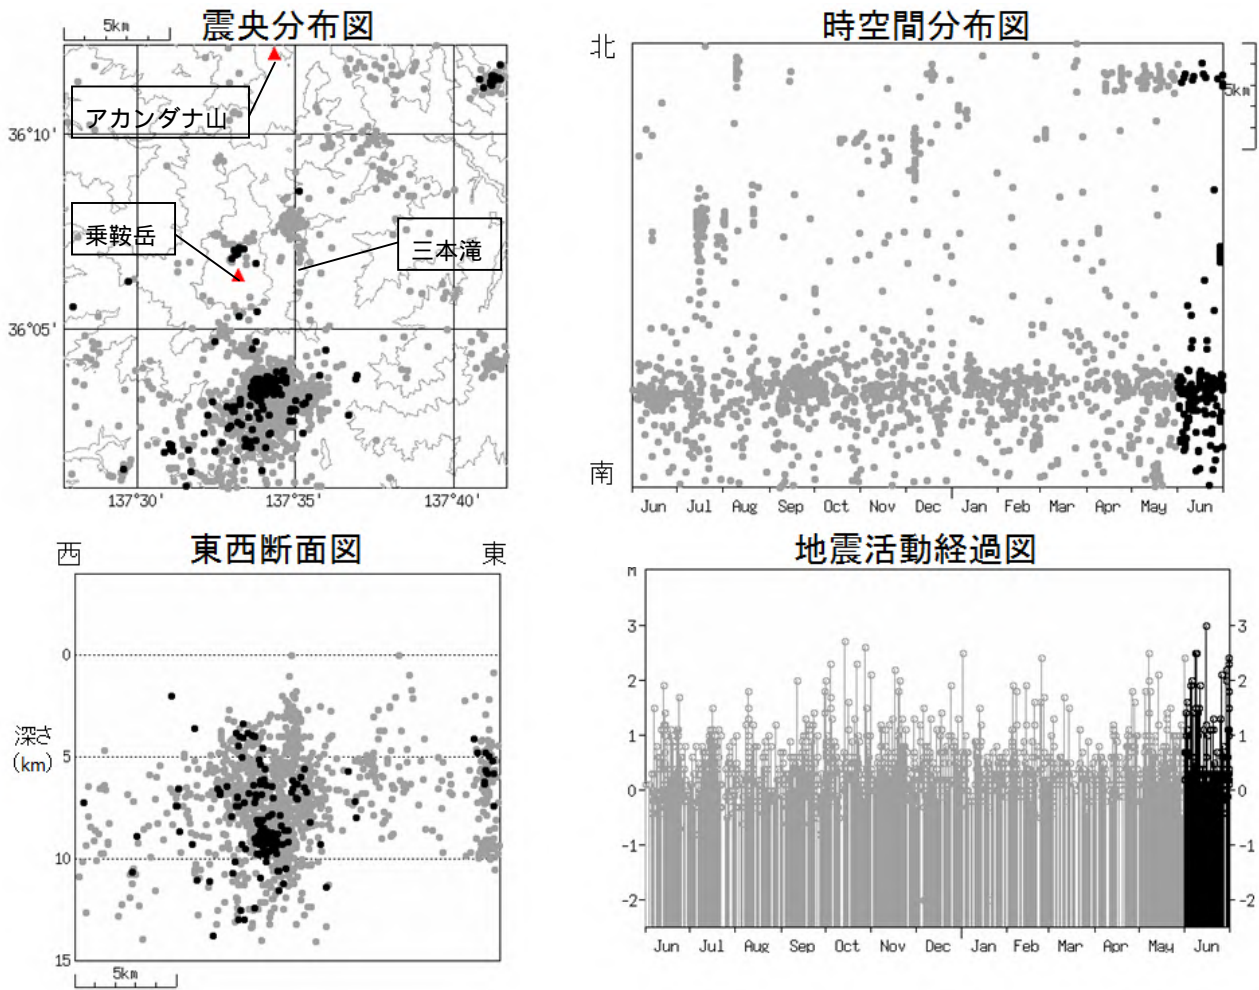 震央分布図
5km
アカンダナ山
36°10'
乗鞍岳
三本滝
36°05'
137°30' 137°35' 137°40'
時空間分布図
北
5km
南
Jun Jul Aug Sep Oct Nov Dec Jan Feb Mar Apr May Jun
東西断面図
西 東
0
深さ
(km)
5
10
15
5km
地震活動経過図
M
3 3
2 2
1 1
0 0
-1 -1
-2 -2
Jun Jul Aug Sep Oct Nov Dec Jan Feb Mar Apr May Jun